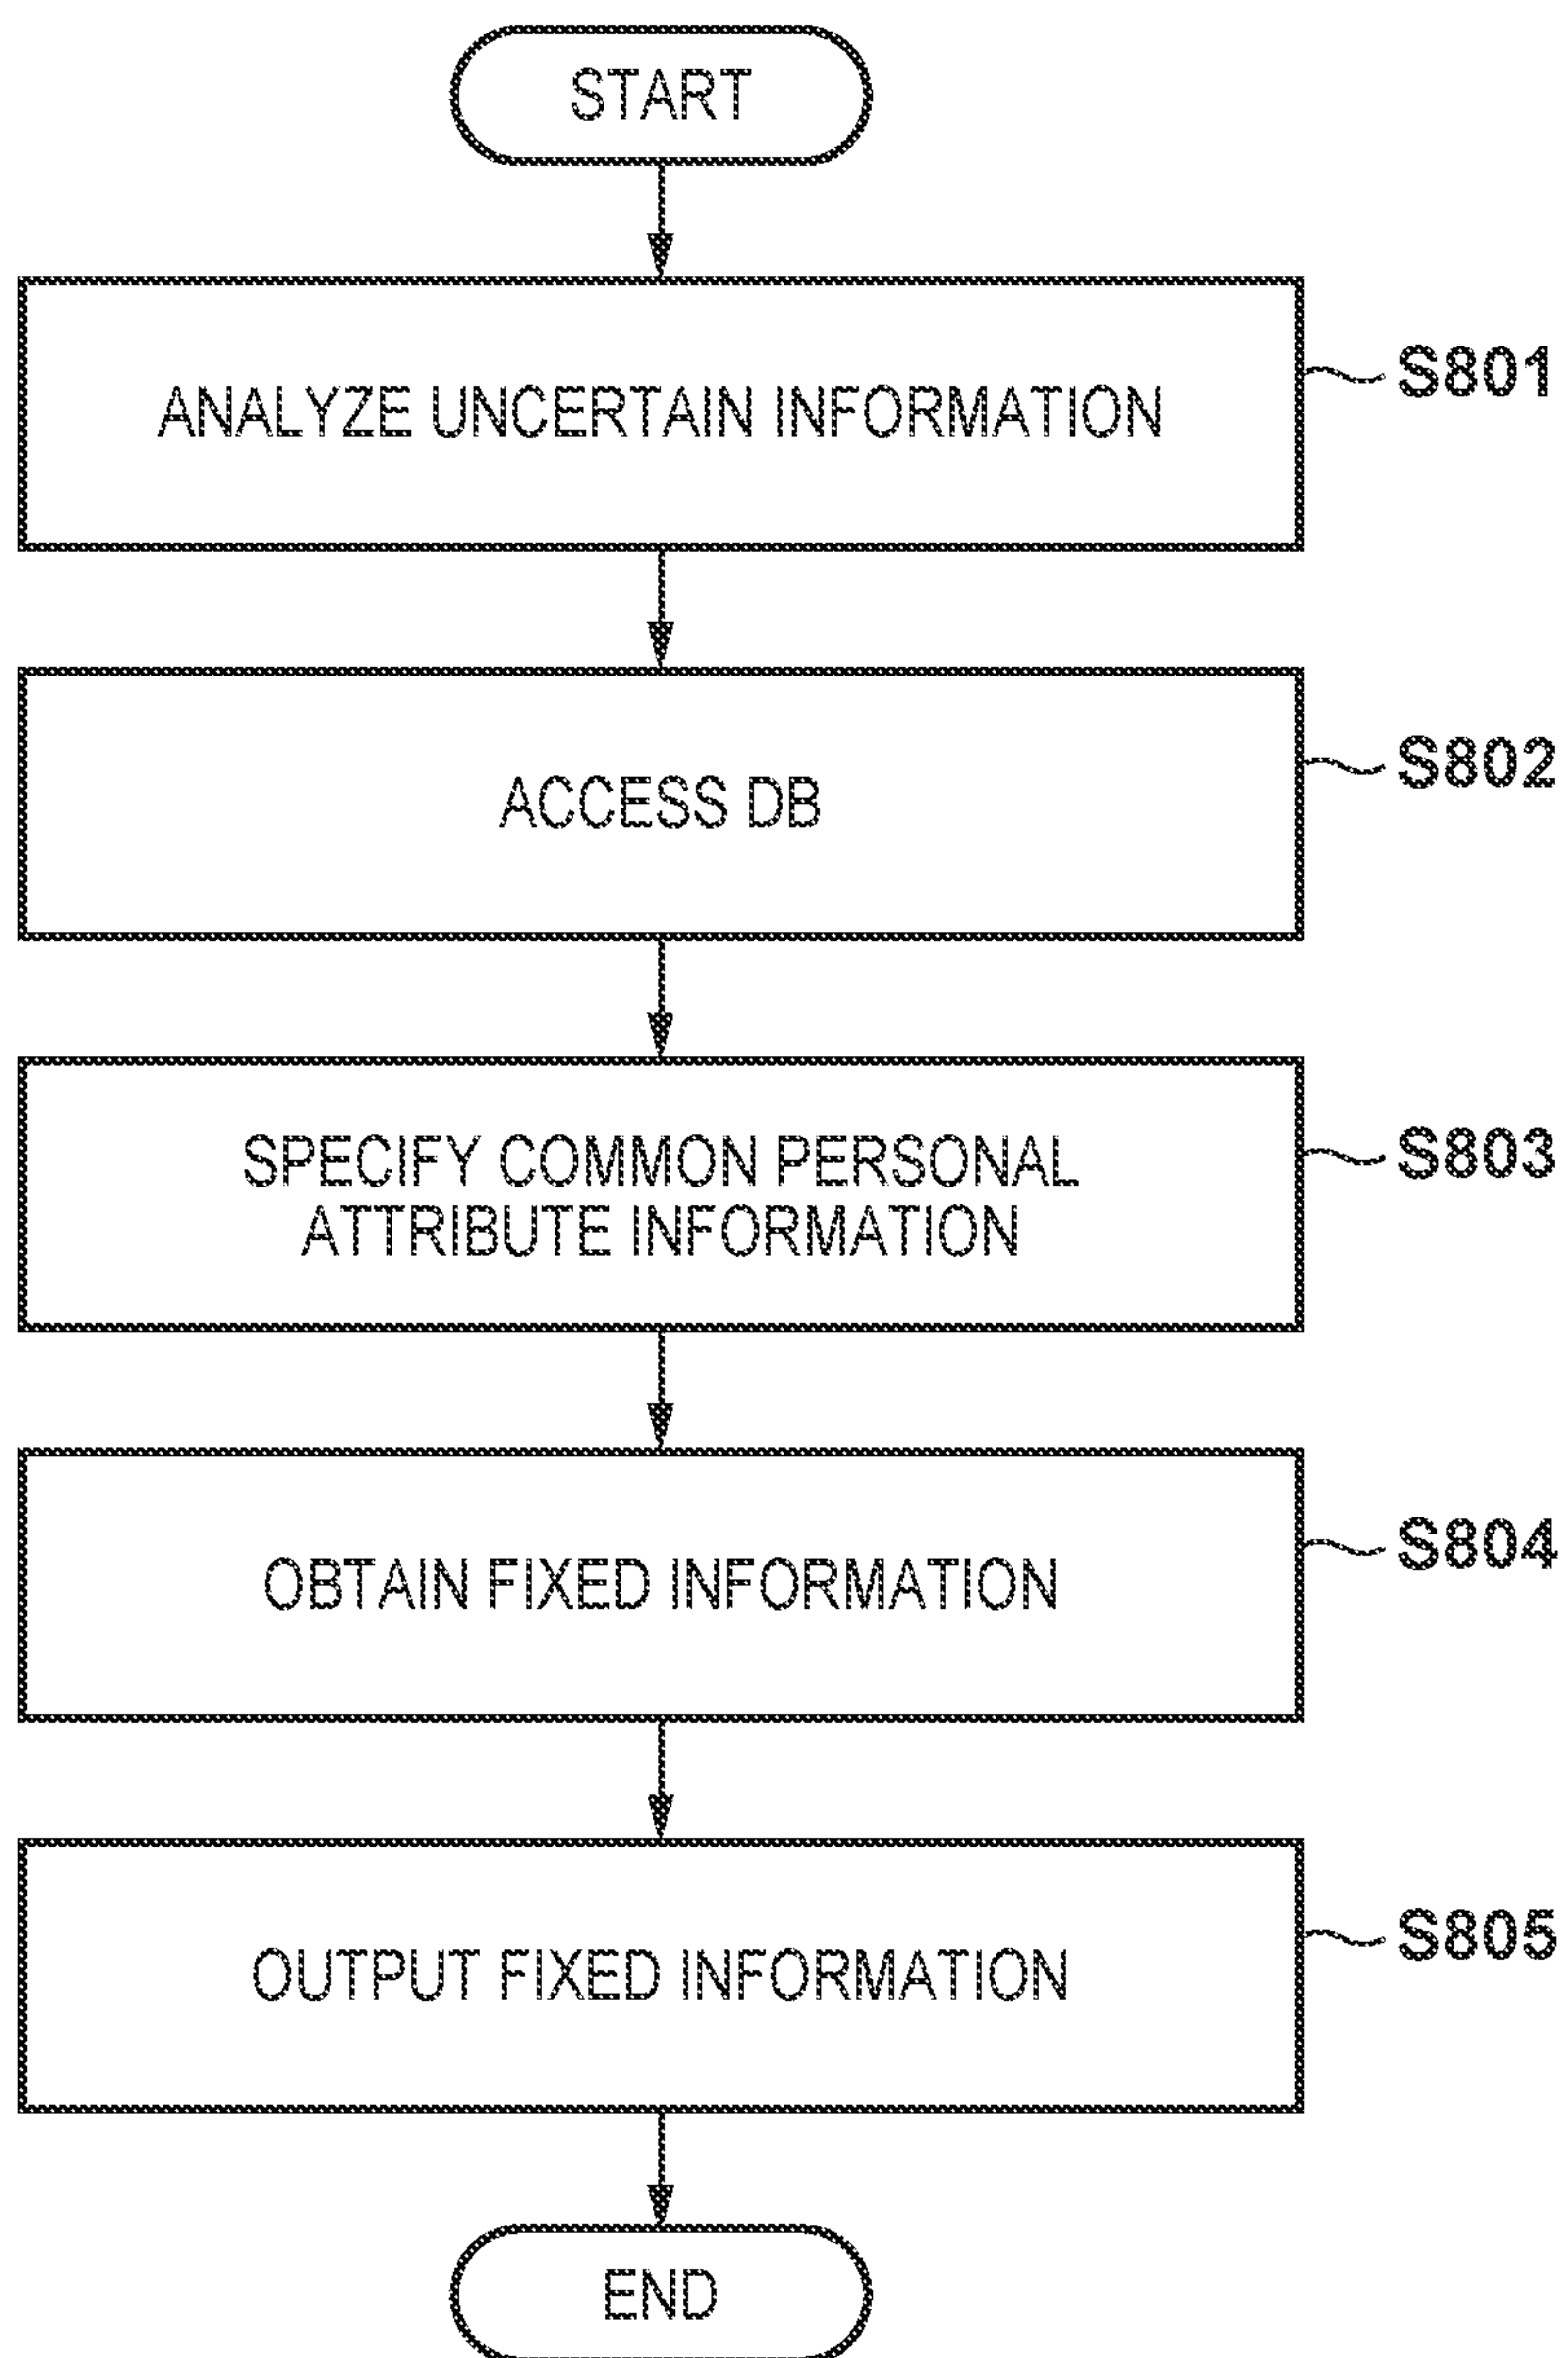 START
ANALYZE UNCERTAIN INFORMATION
S801
ACCESS DB
S802
SPECIFY COMMON PERSONAL
ATTRIBUTE INFORMATION
S803
OBTAIN FIXED INFORMATION
S804
OUTPUT FIXED INFORMATION
S805
END